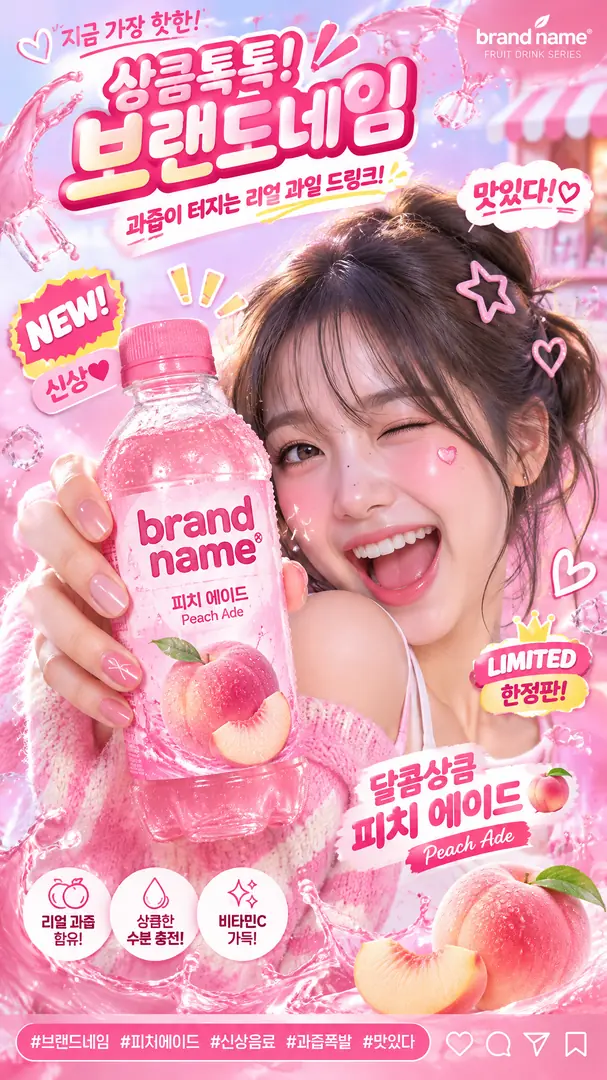 지금 가장 핫한!
상큼톡톡!
보랜드네임
과즙이 터지는 리얼 과일 드링크!
brand name®
FRUIT DRINK SERIES
맛있다!♡
NEW!
신상♥
brand
name®
피치 에이드
Peach Ade
LIMITED
한정판!
달콤상큼
피치 에이드
Peach Ade
리얼 과즙
함유!
상큼한
수분 충전!
비타민C
가득!
#브랜드네임 #피치에이드 #신상음료 #과즙폭발 #맛있다